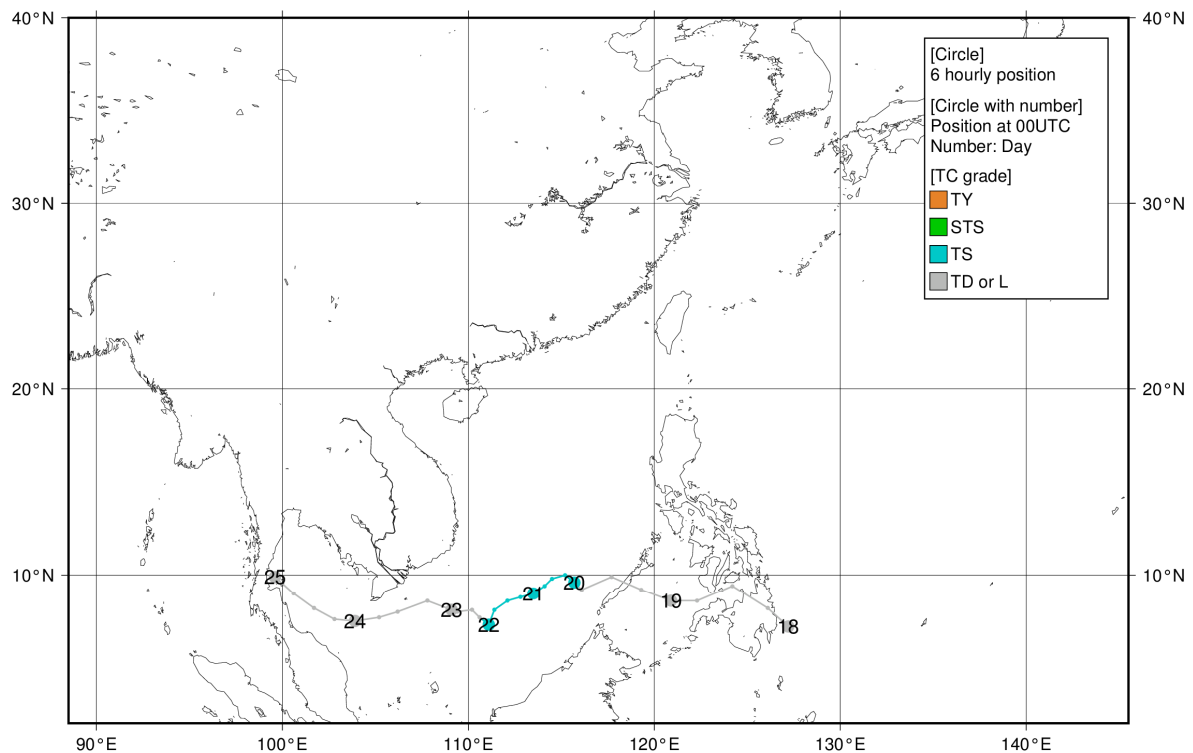 40°N
40°N
[Circle]
6 hourly position
[Circle with number]
Position at 00UTC
Number: Day
[TC grade]
TY
STS
TS
TD or L
30°N
30°N
20°N
20°N
10°N
10°N
25
24
23
22
21
20
19
18
90°E
100°E
110°E
120°E
130°E
140°E